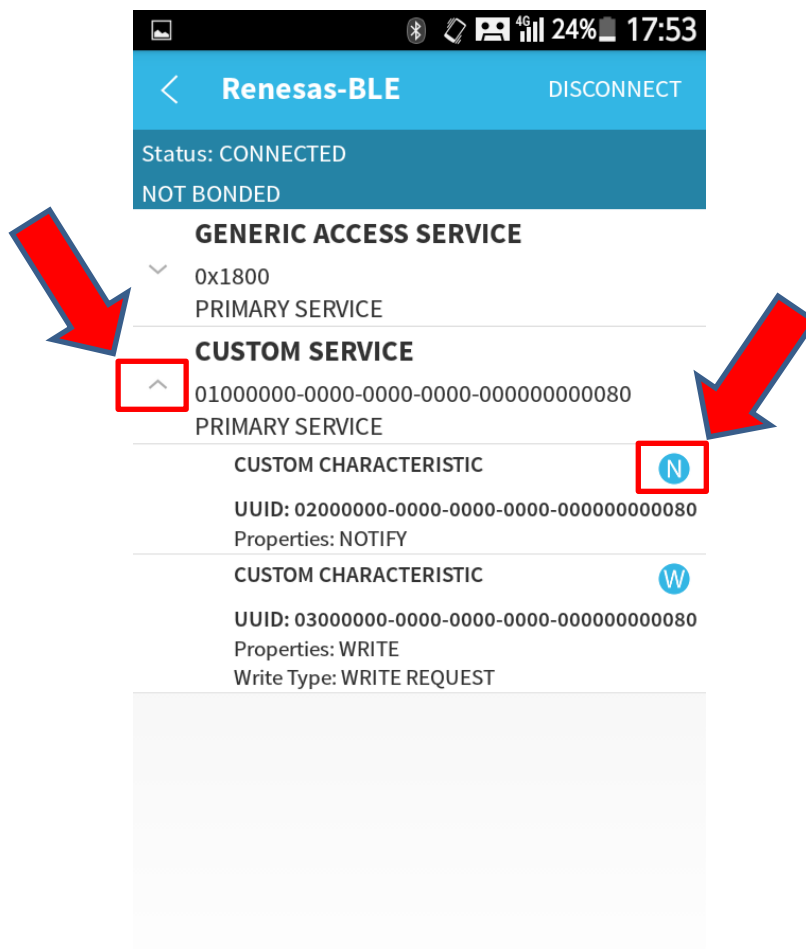 4G 24% 17:53
Renesas-BLE DISCONNECT
Status: CONNECTED
NOT BONDED
GENERIC ACCESS SERVICE
0x1800
PRIMARY SERVICE
CUSTOM SERVICE
01000000-0000-0000-0000-000000000080
PRIMARY SERVICE
CUSTOM CHARACTERISTIC N
UUID: 02000000-0000-0000-0000-000000000080
Properties: NOTIFY
CUSTOM CHARACTERISTIC W
UUID: 03000000-0000-0000-0000-000000000080
Properties: WRITE
Write Type: WRITE REQUEST